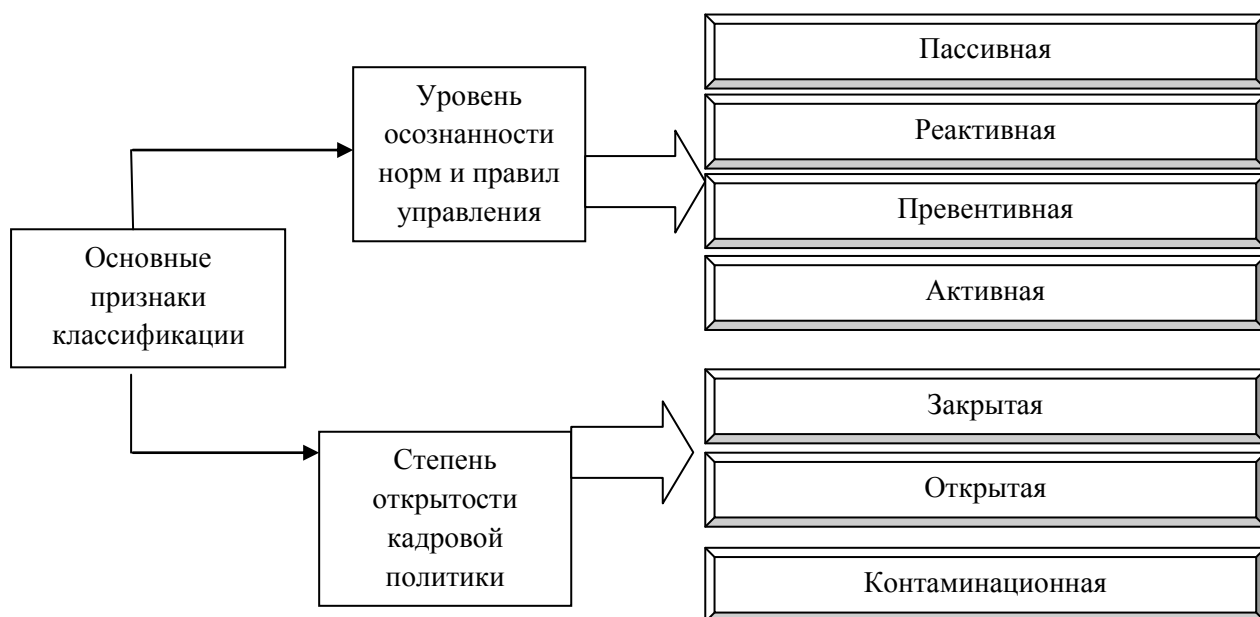 Основные
признаки
классификации
Уровень
осознанности
норм и правил
управления
Пассивная
Реактивная
Превентивная
Активная
Степень
открытости
кадровой
политики
Закрытая
Открытая
Контаминационная